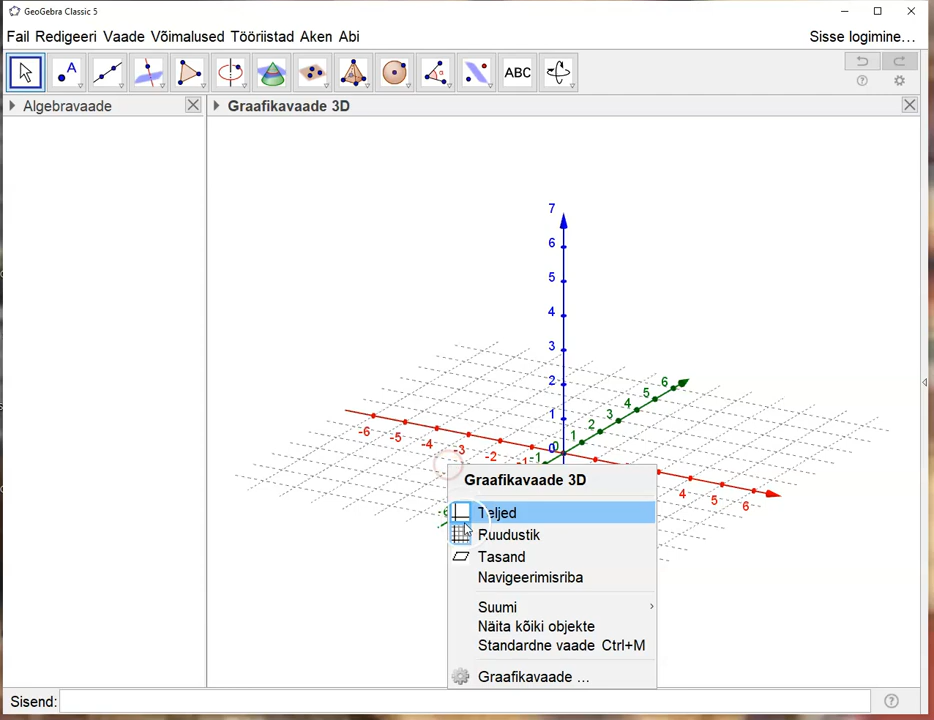 GeoGebra Classic 5
Fail Redigeeri Vaade Võimalused Tööriistad Aken Abi
Sisse logimine...
ABC
Algebravaade
Graafikavaade 3D
7
6
5
4
3
2
1
0
6
5
4
3
2
1
0
-1
-6
-5
-4
-3
-2
-1
4
5
6
Graafikavaade 3D
Teljed
Ruudustik
Tasand
Navigeerimisriba
Suumi
Näita kõiki objekte
Standardne vaade Ctrl+M
Graafikavaade ...
Sisend: